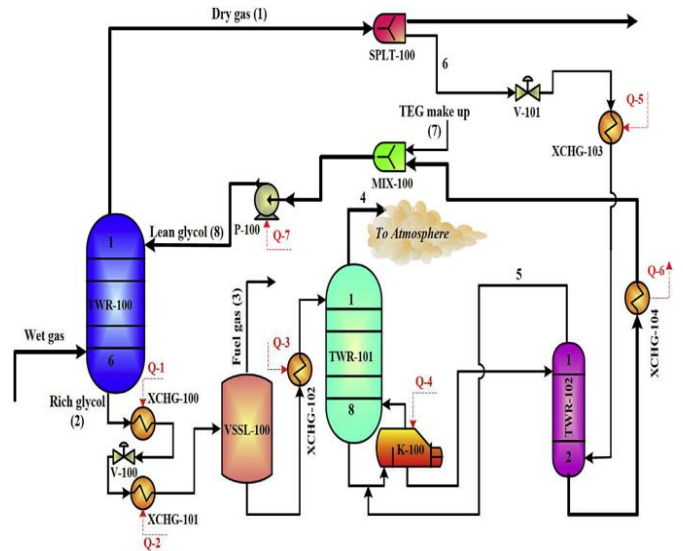 Dry gas (1)
SPLT-100
6
V-101
Q-5
XCHG-103
TEG make up
(7)
MIX-100
P-100
Q-7
Lean glycol (8)
4
To Atmosphere
1
TWR-100
6
Wet gas
Rich glycol
(2)
Q-1
XCHG-100
V-100
XCHG-101
Q-2
Fuel gas (3)
VSSL-100
Q-3
XCHG-102
1
TWR-101
8
Q-4
K-100
5
1
TWR-102
2
Q-6
XCHG-104